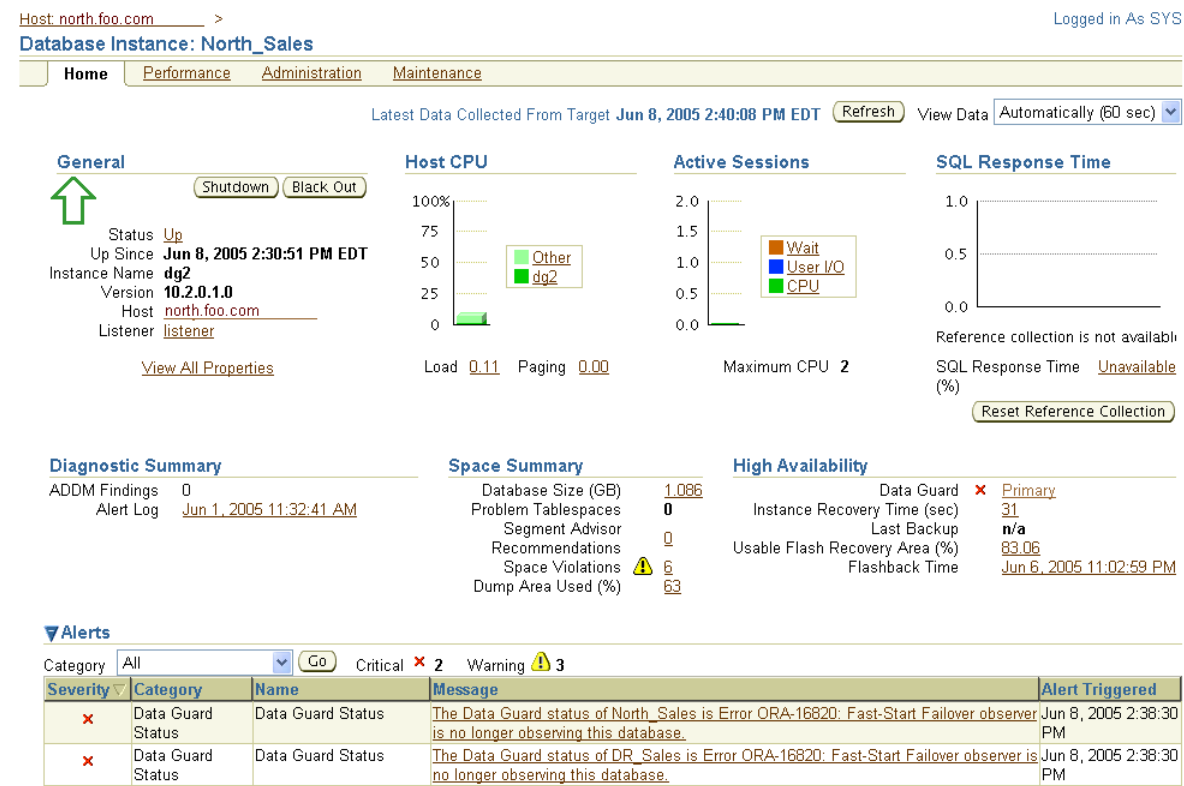 Host: north.foo.com >
Logged in As SYS
Database Instance: North_Sales
Home Performance Administration Maintenance
Latest Data Collected From Target Jun 8, 2005 2:40:08 PM EDT Refresh View Data Automatically (60 sec)
General
Shutdown Black Out
Status Up
Up Since Jun 8, 2005 2:30:51 PM EDT
Instance Name dg2
Version 10.2.0.1.0
Host north.foo.com
Listener listener
View All Properties
Host CPU
100%
75
50
25
0
Other
dg2
Load 0.11 Paging 0.00
Active Sessions
2.0
1.5
1.0
0.5
0.0
Wait
User I/O
CPU
Maximum CPU 2
SQL Response Time
1.0
0.5
0.0
Reference collection is not availabl
SQL Response Time Unavailable
(%)
Reset Reference Collection
Diagnostic Summary
ADDM Findings 0
Alert Log Jun 1, 2005 11:32:41 AM
Space Summary
Database Size (GB) 1.086
Problem Tablespaces 0
Segment Advisor
Recommendations 0
Space Violations 6
Dump Area Used (%) 63
High Availability
Data Guard Primary
Instance Recovery Time (sec) 31
Last Backup n/a
Usable Flash Recovery Area (%) 83.06
Flashback Time Jun 6, 2005 11:02:59 PM
Alerts
Category All Go Critical 2 Warning 3
Severity Category Name Message Alert Triggered
Data Guard Data Guard Status The Data Guard status of North_Sales is Error ORA-16820: Fast-Start Failover observer Jun 8, 2005 2:38:30
Status is no longer observing this database. PM
Data Guard Data Guard Status The Data Guard status of DR_Sales is Error ORA-16820: Fast-Start Failover observer is Jun 8, 2005 2:38:30
Status no longer observing this database. PM